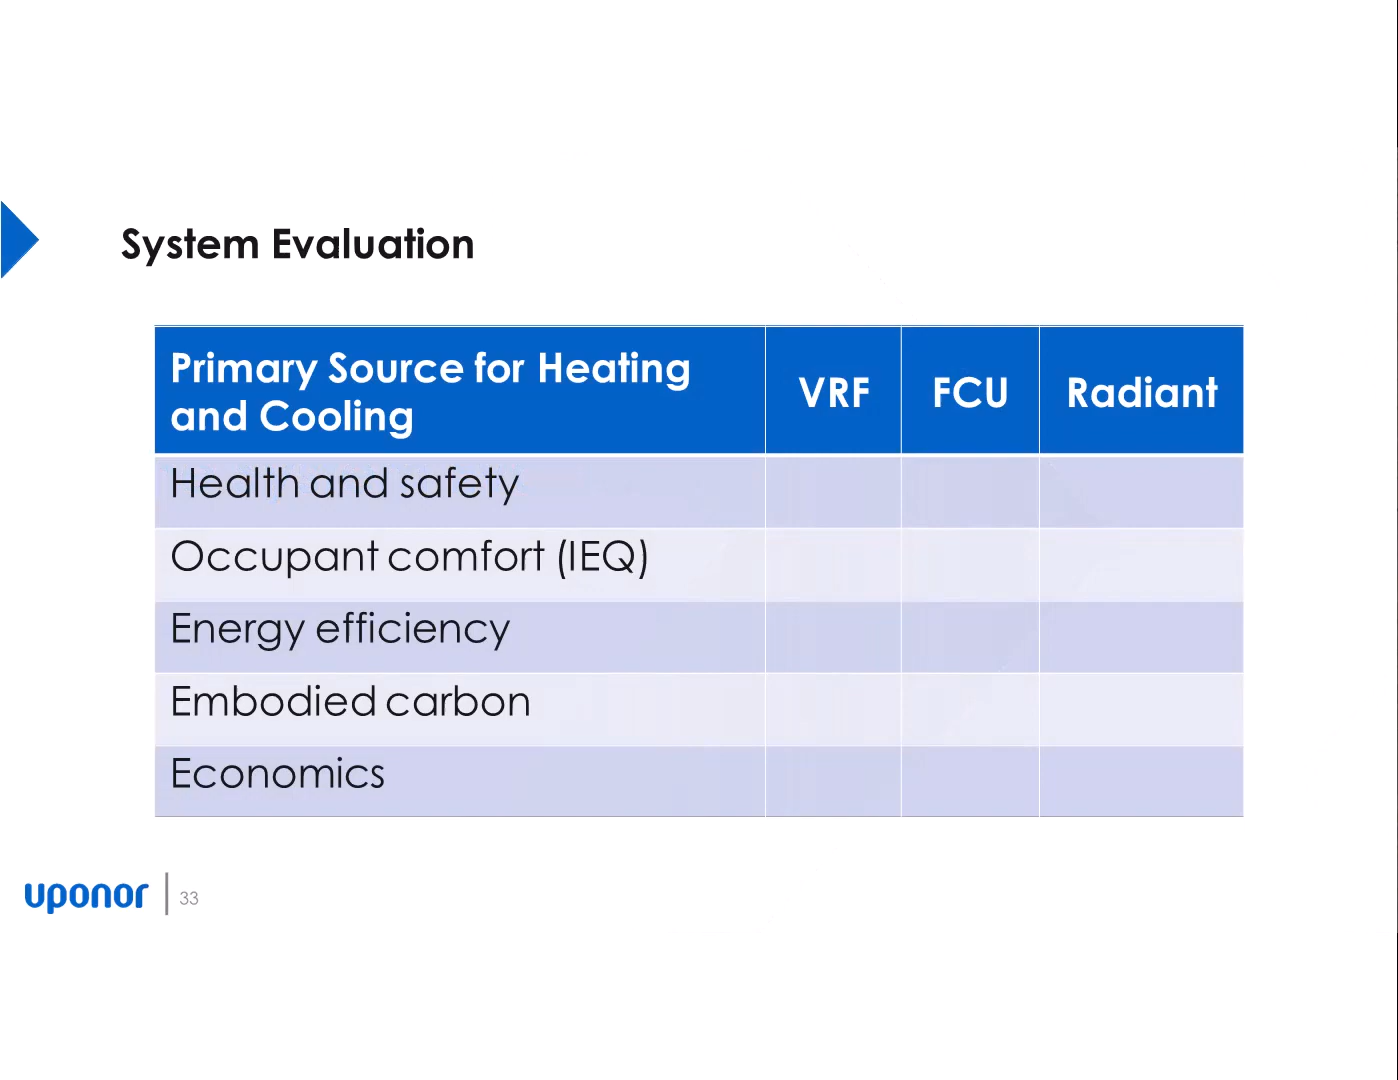 System Evaluation
Primary Source for Heating
and Cooling
VRF
FCU
Radiant
Health and safety
Occupant comfort (IEQ)
Energy efficiency
Embodied carbon
Economics
uponor
33